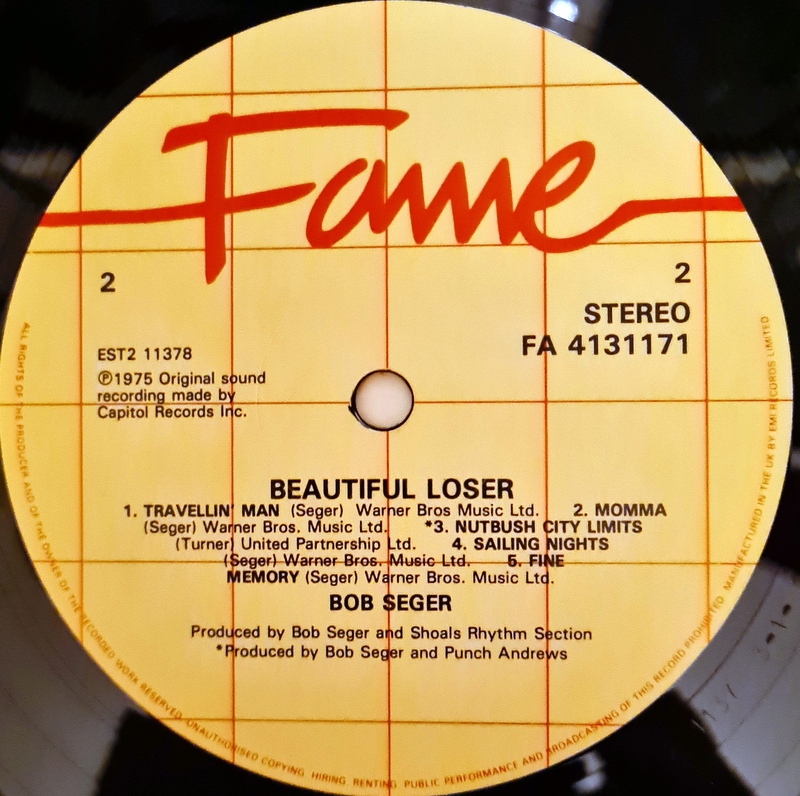 Fame
2
2
STEREO
FA 4131171
EST2 11378
℗1975 Original sound
recording made by
Capitol Records Inc.
BEAUTIFUL LOSER
1. TRAVELLIN' MAN (Seger) Warner Bros Music Ltd. 2. MOMMA
(Seger) Warner Bros. Music Ltd. *3. NUTBUSH CITY LIMITS
(Turner) United Partnership Ltd. 4. SAILING NIGHTS
(Seger) Warner Bros. Music Ltd. 5. FINE
MEMORY (Seger) Warner Bros. Music Ltd.
BOB SEGER
Produced by Bob Seger and Shoals Rhythm Section
*Produced by Bob Seger and Punch Andrews
ALL RIGHTS OF THE PRODUCER AND OF THE OWNER OF THE RECORDED WORK RESERVED. UNAUTHORISED COPYING. HIRING. RENTING. PUBLIC PERFORMANCE AND BROADCASTING OF THIS RECORD PROHIBITED. MANUFACTURED IN THE UK BY EMI RECORDS LIMITED